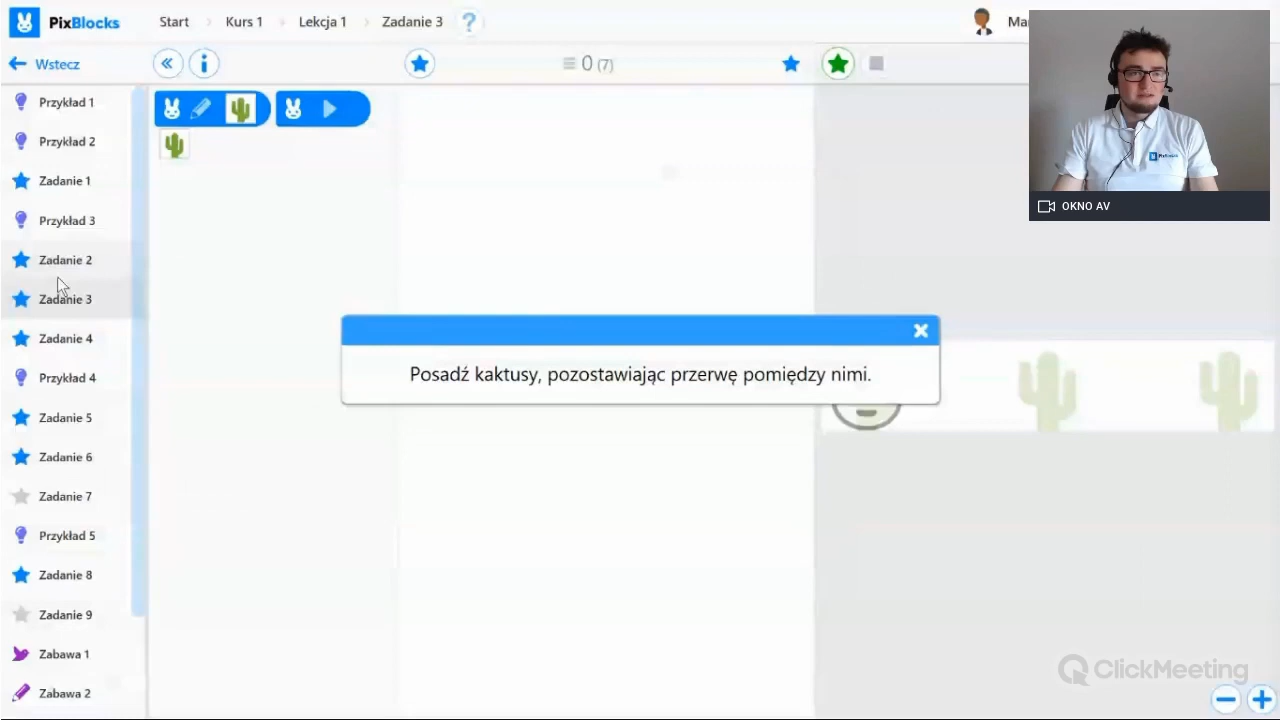 PixBlocks
Start
Kurs 1
Lekcja 1
Zadanie 3
?
Wstecz
0 (7)
Przykład 1
Przykład 2
Zadanie 1
Przykład 3
Zadanie 2
Zadanie 3
Zadanie 4
Przykład 4
Zadanie 5
Zadanie 6
Zadanie 7
Przykład 5
Zadanie 8
Zadanie 9
Zabawa 1
Zabawa 2
Posadź kaktusy, pozostawiając przerwę pomiędzy nimi.
PixBlocks
OKNO AV
ClickMeeting